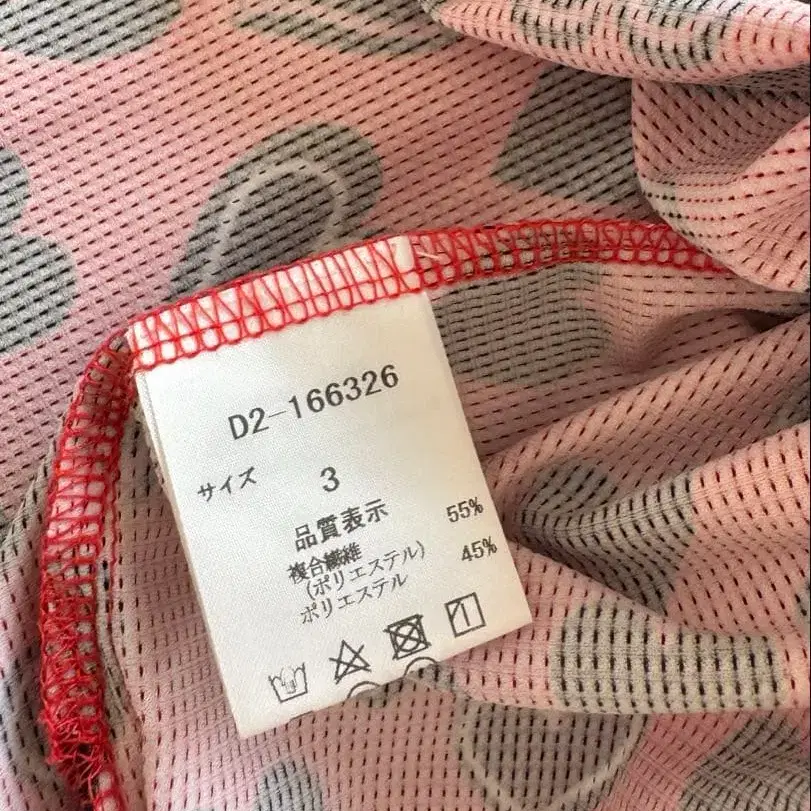 D2-166326
サイズ 3
品質表示
複合繊維 55%
(ポリエステル)
ポリエステル 45%